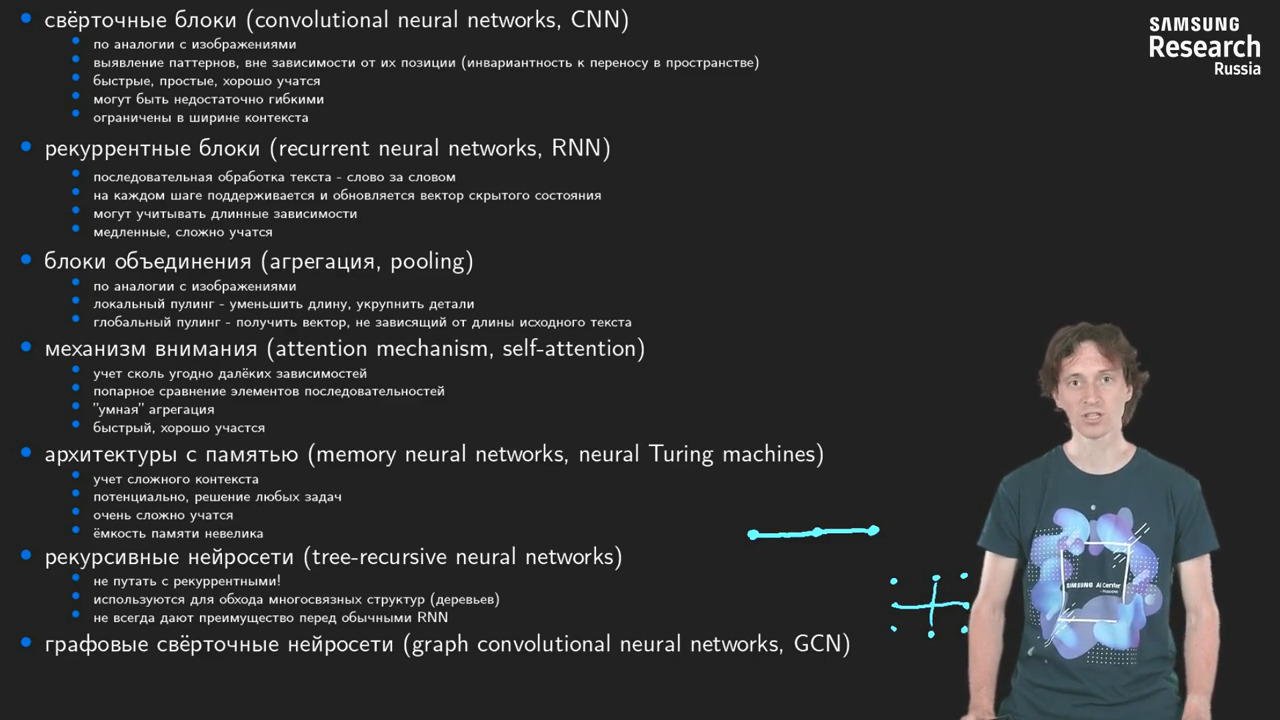 свёрточные блоки (convolutional neural networks, CNN)
по аналогии с изображениями
выявление паттернов, вне зависимости от их позиции (инвариантность к переносу в пространстве)
быстрые, простые, хорошо учатся
могут быть недостаточно гибкими
ограничены в ширине контекста
рекуррентные блоки (recurrent neural networks, RNN)
последовательная обработка текста - слово за словом
на каждом шаге поддерживается и обновляется вектор скрытого состояния
могут учитывать длинные зависимости
медленные, сложно учатся
блоки объединения (агрегация, pooling)
по аналогии с изображениями
локальный пулинг - уменьшить длину, укрупнить детали
глобальный пулинг - получить вектор, не зависящий от длины исходного текста
механизм внимания (attention mechanism, self-attention)
учет сколь угодно далёких зависимостей
попарное сравнение элементов последовательностей
"умная" агрегация
быстрый, хорошо участся
архитектуры с памятью (memory neural networks, neural Turing machines)
учет сложного контекста
потенциально, решение любых задач
очень сложно учатся
ёмкость памяти невелика
рекурсивные нейросети (tree-recursive neural networks)
не путать с рекуррентными!
используются для обхода многосвязных структур (деревьев)
не всегда дают преимущество перед обычными RNN
графовые свёрточные нейросети (graph convolutional neural networks, GCN)
SAMSUNG
Research
Russia
SAMSUNG AI Center